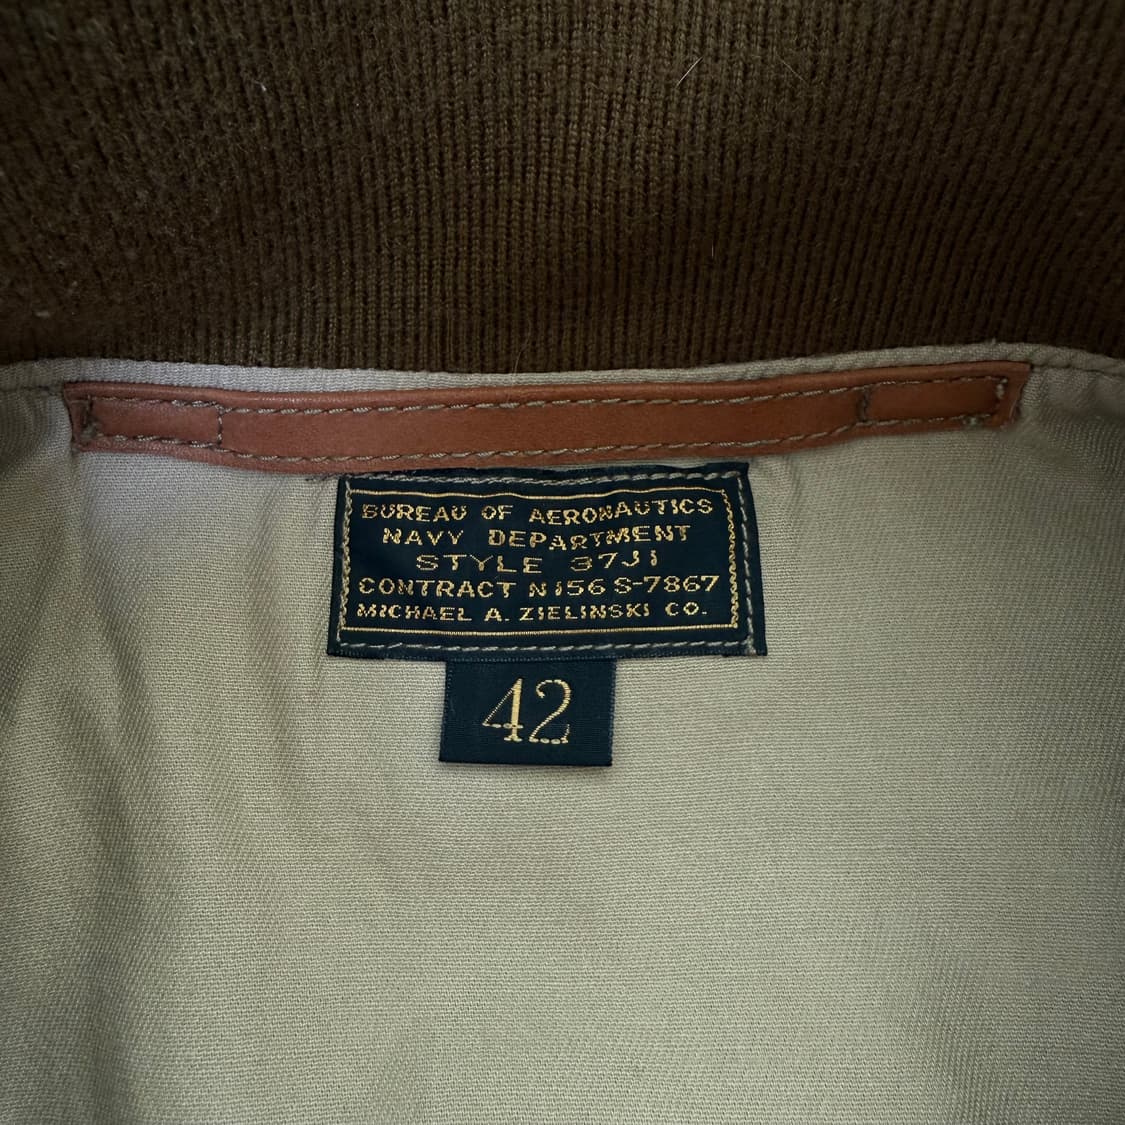 BUREAU OF AERONAUTICS
NAVY DEPARTMENT
STYLE 37J1
CONTRACT N156S-7867
MICHAEL A. ZIELINSKI CO.
42